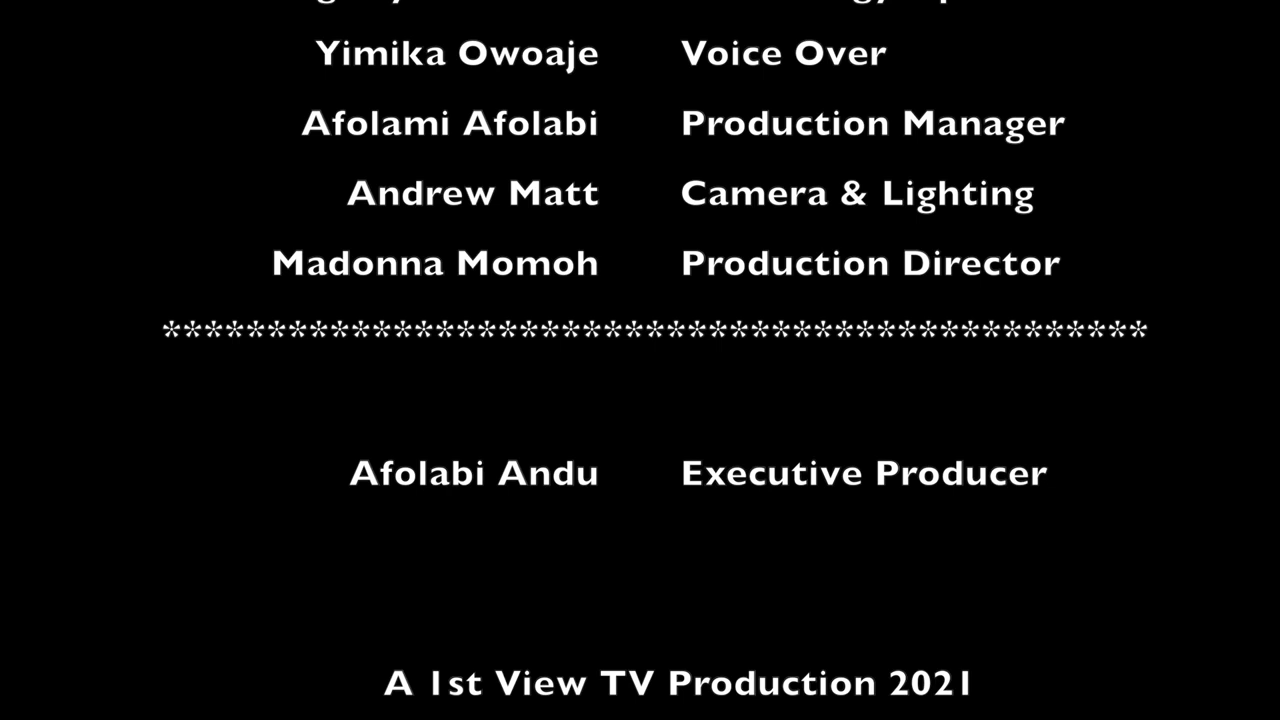 Yimika Owoaje Voice Over
Afolami Afolabi Production Manager
Andrew Matt Camera & Lighting
Madonna Momoh Production Director
***********************************************
Afolabi Andu Executive Producer
A 1st View TV Production 2021